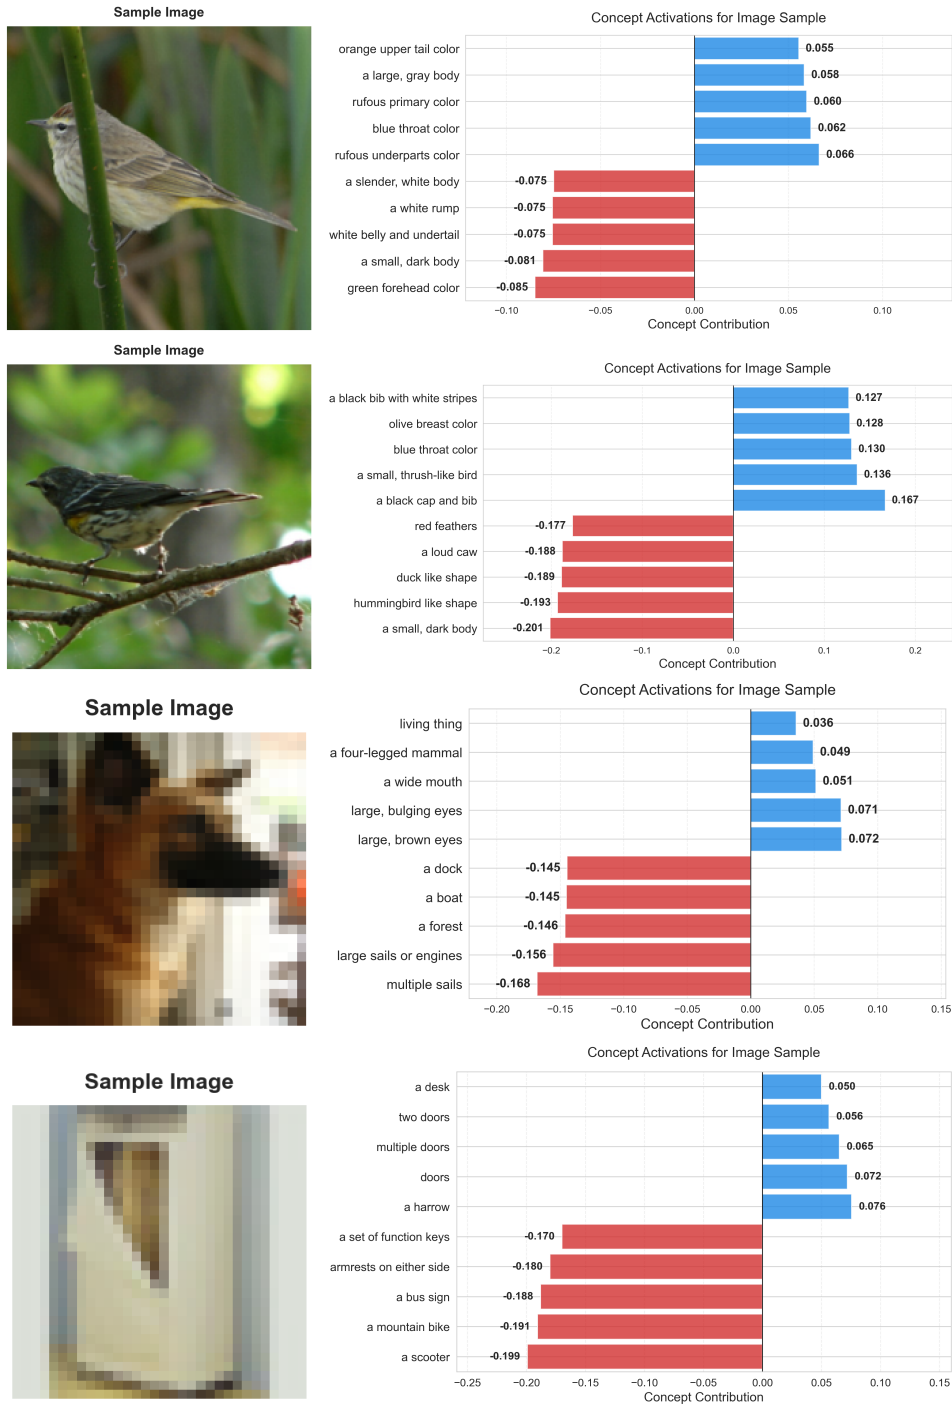 Sample Image
Concept Activations for Image Sample
orange upper tail color 0.055
a large, gray body 0.058
rufous primary color 0.060
blue throat color 0.062
rufous underparts color 0.066
a slender, white body -0.075
a white rump -0.075
white belly and undertail -0.075
a small, dark body -0.081
green forehead color -0.085
−0.10 −0.05 0.00 0.05 0.10
Concept Contribution
Sample Image
Concept Activations for Image Sample
a black bib with white stripes 0.127
olive breast color 0.128
blue throat color 0.130
a small, thrush-like bird 0.136
a black cap and bib 0.167
red feathers -0.177
a loud caw -0.188
duck like shape -0.189
hummingbird like shape -0.193
a small, dark body -0.201
−0.2 −0.1 0.0 0.1 0.2
Concept Contribution
Sample Image
Concept Activations for Image Sample
living thing 0.036
a four-legged mammal 0.049
a wide mouth 0.051
large, bulging eyes 0.071
large, brown eyes 0.072
a dock -0.145
a boat -0.145
a forest -0.146
large sails or engines -0.156
multiple sails -0.168
−0.20 −0.15 −0.10 −0.05 0.00 0.05 0.10 0.15
Concept Contribution
Sample Image
Concept Activations for Image Sample
a desk 0.050
two doors 0.056
multiple doors 0.065
doors 0.072
a harrow 0.076
a set of function keys -0.170
armrests on either side -0.180
a bus sign -0.188
a mountain bike -0.191
a scooter -0.199
−0.25 −0.20 −0.15 −0.10 −0.05 0.00 0.05 0.10 0.15
Concept Contribution